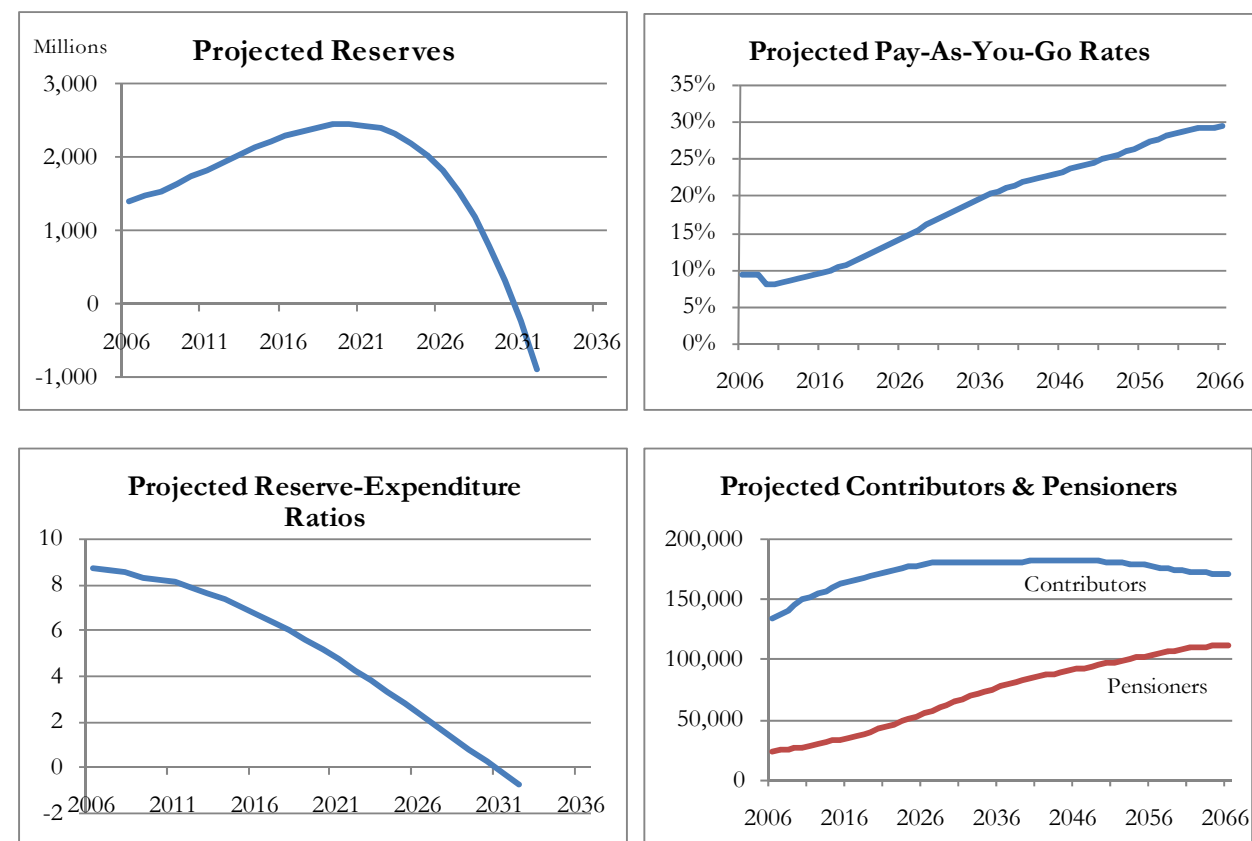 Millions
Projected Reserves
3,000
2,000
1,000
0
-1,000
2006 2011 2016 2021 2026 2031 2036
Projected Pay-As-You-Go Rates
35%
30%
25%
20%
15%
10%
5%
0%
2006 2016 2026 2036 2046 2056 2066
Projected Reserve-Expenditure
Ratios
10
8
6
4
2
0
-2
2006 2011 2016 2021 2026 2031 2036
Projected Contributors & Pensioners
200,000
150,000
100,000
50,000
0
Contributors
Pensioners
2006 2016 2026 2036 2046 2056 2066